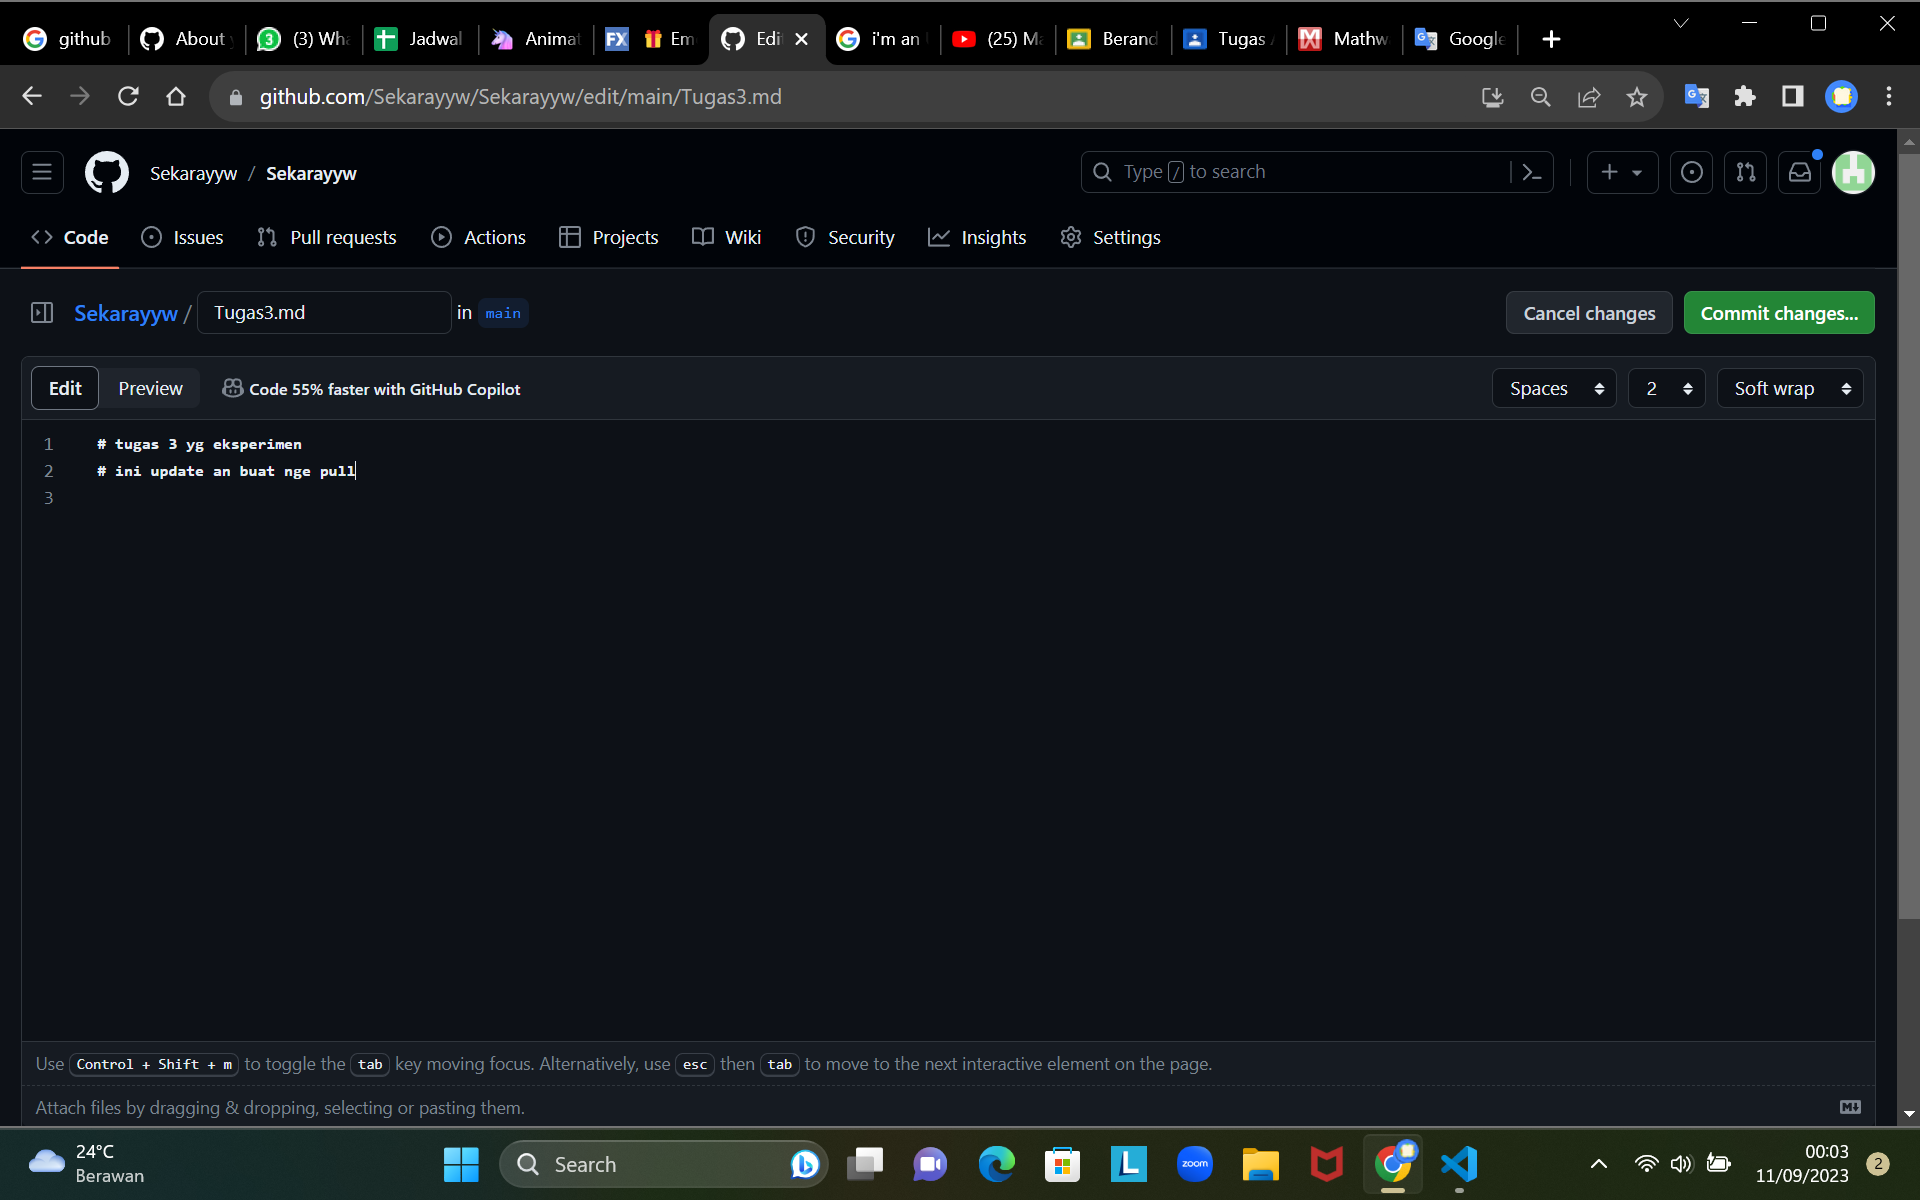 github
About
(3) Wha
Jadwal
Animat
FX
Em
Edi
i'm an
(25) Ma
Berand
Tugas
Mathw
Google
github.com/Sekarayyw/Sekarayyw/edit/main/Tugas3.md
Sekarayyw / Sekarayyw
Type / to search
Code
Issues
Pull requests
Actions
Projects
Wiki
Security
Insights
Settings
Sekarayyw / Tugas3.md in main
Cancel changes
Commit changes...
Edit
Preview
Code 55% faster with GitHub Copilot
Spaces
2
Soft wrap
1 # tugas 3 yg eksperimen
2 # ini update an buat nge pull
3
Use Control + Shift + m to toggle the tab key moving focus. Alternatively, use esc then tab to move to the next interactive element on the page.
Attach files by dragging & dropping, selecting or pasting them.
24°C
Berawan
Search
zoom
00:03
11/09/2023
2